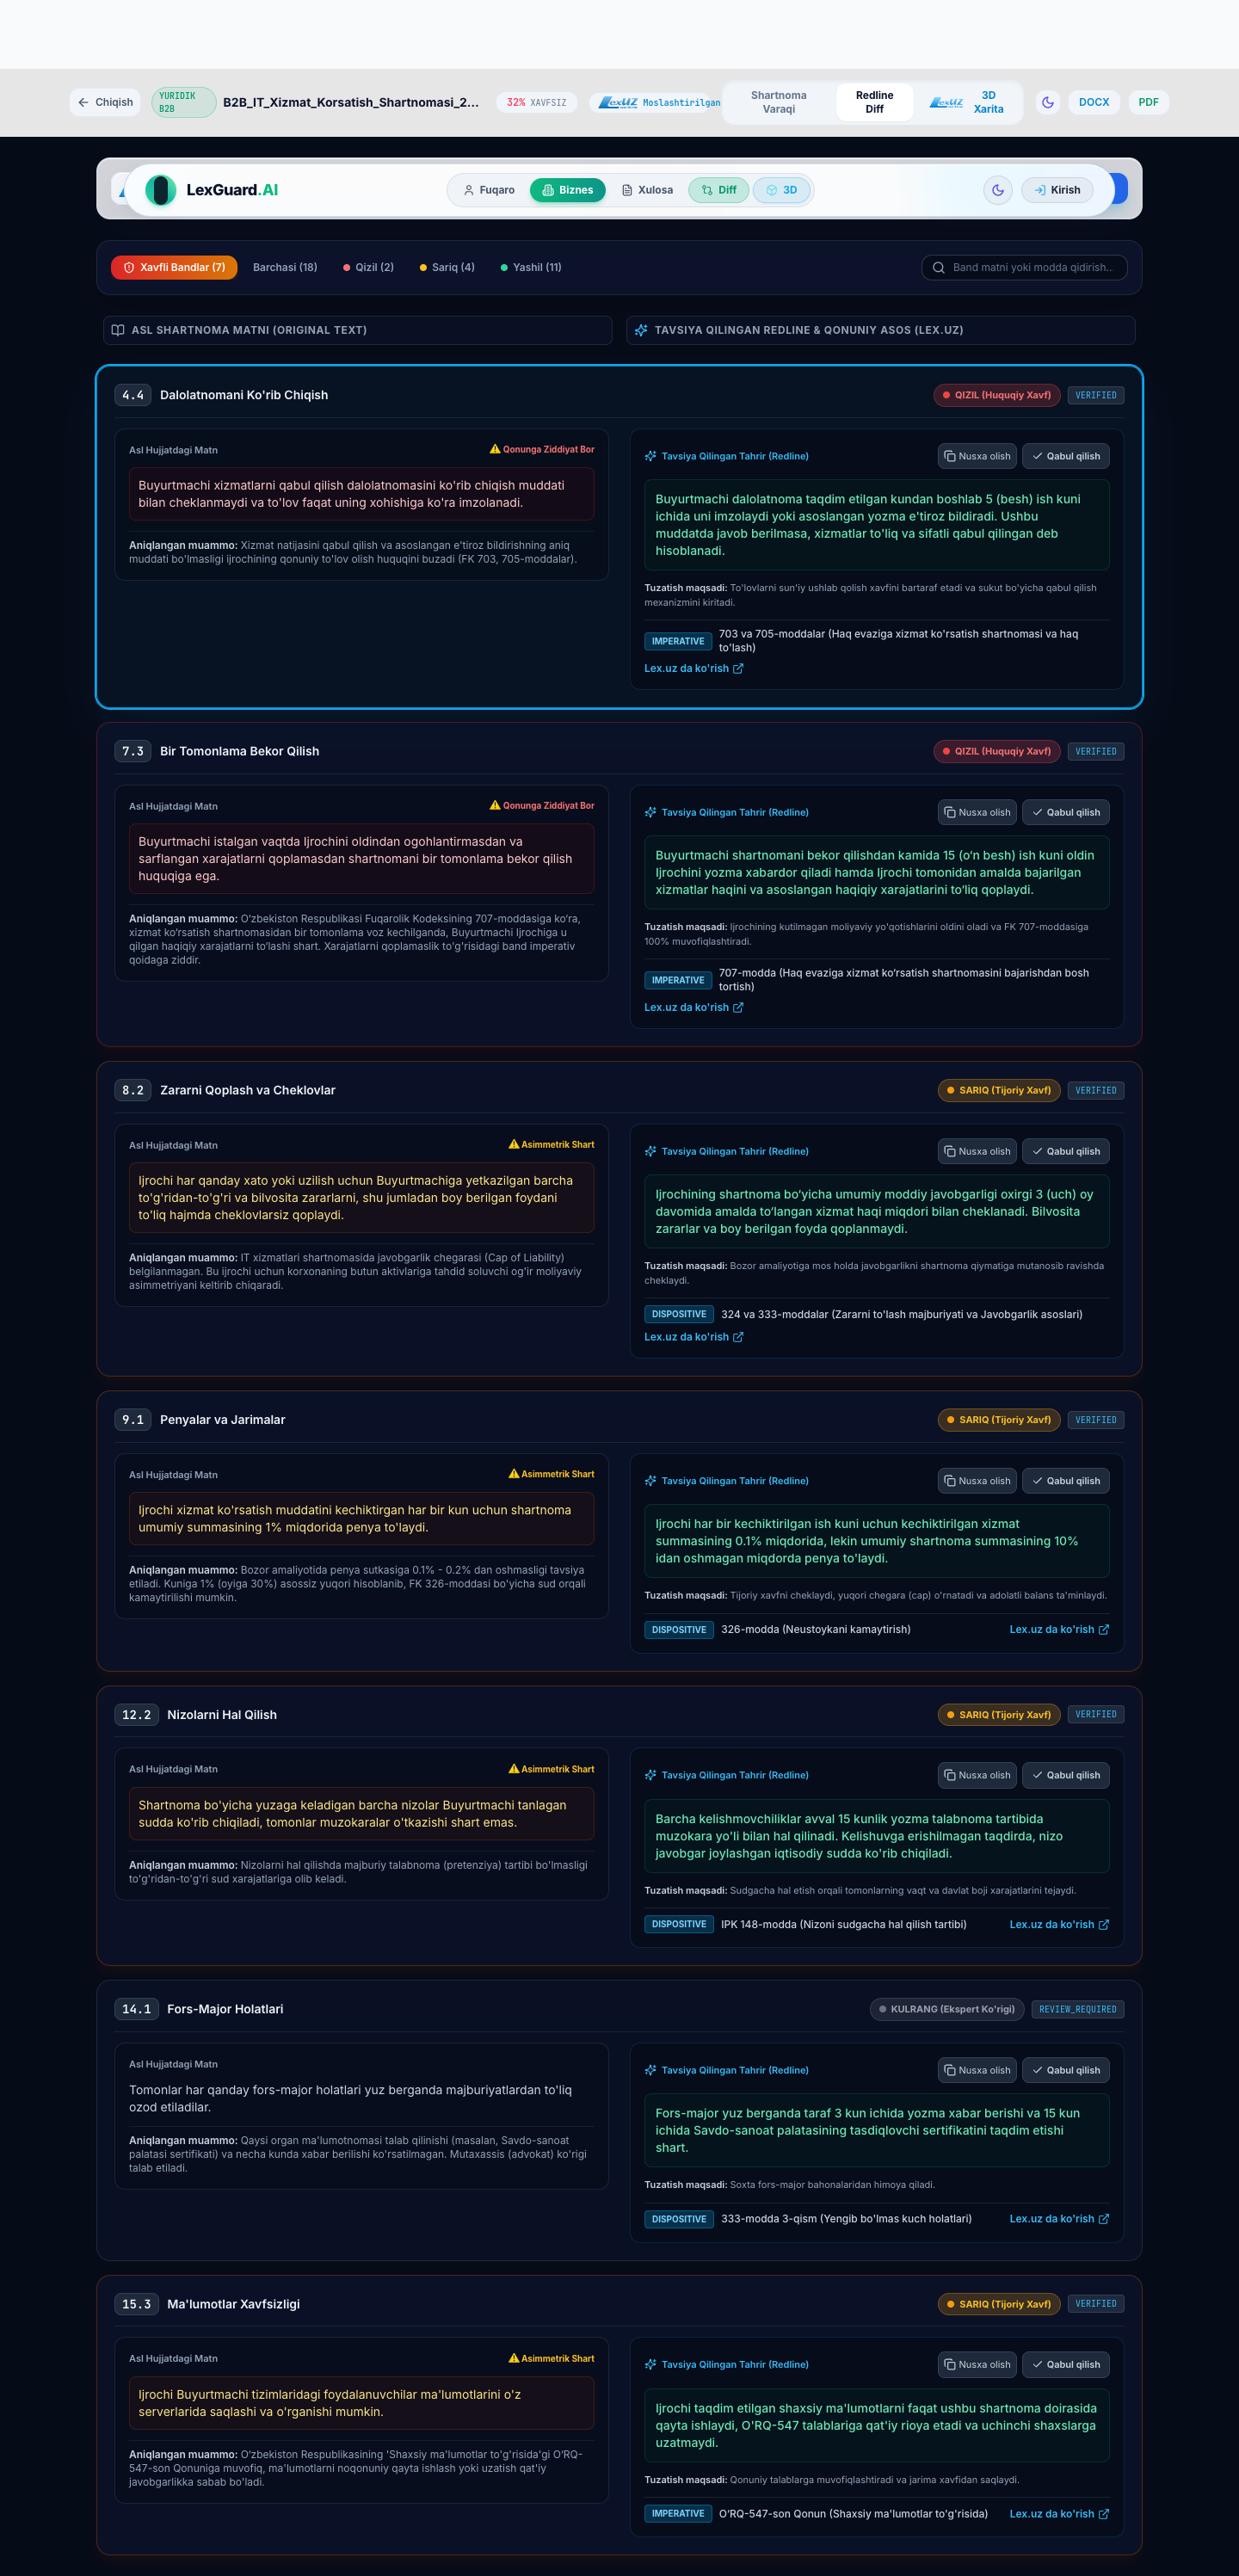 Chiqish
YURIDIK
B2B
B2B_IT_Xizmat_Korsatish_Shartnomasi_2...
32% XAVFSIZ
LexUZ Moslashtirilgan
Shartnoma
Varaqi
Redline
Diff
LexUZ 3D
Xarita
DOCX
PDF
LexGuard.AI
Fuqaro
Biznes
Xulosa
Diff
3D
Kirish
Xavfli Bandlar (7)
Barchasi (18)
Qizil (2)
Sariq (4)
Yashil (11)
Band matni yoki modda qidirish...
ASL SHARTNOMA MATNI (ORIGINAL TEXT)
TAVSIYA QILINGAN REDLINE & QONUNIY ASOS (LEX.UZ)
4.4 Dalolatnomani Ko'rib Chiqish
QIZIL (Huquqiy Xavf)
VERIFIED
Asl Hujjatdagi Matn
Qonunga Ziddiyat Bor
Buyurtmachi xizmatlarni qabul qilish dalolatnomasini ko'rib chiqish muddati
bilan cheklanmaydi va to'lov faqat uning xohishiga ko'ra imzolanadi.
Aniqlangan muammo: Xizmat natijasini qabul qilish va asoslangan e'tiroz bildirishning aniq
muddati bo'lmasligi ijrochining qonuniy to'lov olish huquqini buzadi (FK 703, 705-moddalar).
Tavsiya Qilingan Tahrir (Redline)
Nusxa olish
Qabul qilish
Buyurtmachi dalolatnoma taqdim etilgan kundan boshlab 5 (besh) ish kuni
ichida uni imzolaydi yoki asoslangan yozma e'tiroz bildiradi. Ushbu
muddatda javob berilmasa, xizmatlar to'liq va sifatli qabul qilingan deb
hisoblanadi.
Tuzatish maqsadi: To'lovlarni sun'iy ushlab qolish xavfini bartaraf etadi va sukut bo'yicha qabul qilish
mexanizmini kiritadi.
IMPERATIVE
703 va 705-moddalar (Haq evaziga xizmat ko'rsatish shartnomasi va haq
to'lash)
Lex.uz da ko'rish
7.3 Bir Tomonlama Bekor Qilish
QIZIL (Huquqiy Xavf)
VERIFIED
Asl Hujjatdagi Matn
Qonunga Ziddiyat Bor
Buyurtmachi istalgan vaqtda Ijrochini oldindan ogohlantirmasdan va
sarflangan xarajatlarni qoplamasdan shartnomani bir tomonlama bekor qilish
huquqiga ega.
Aniqlangan muammo: O'zbekiston Respublikasi Fuqarolik Kodeksining 707-moddasiga ko'ra,
xizmat ko'rsatish shartnomasidan bir tomonlama voz kechilganda, Buyurtmachi Ijrochiga u
qilgan haqiqiy xarajatlarni to'lashi shart. Xarajatlarni qoplamaslik to'g'risidagi band imperativ
qoidaga ziddir.
Tavsiya Qilingan Tahrir (Redline)
Nusxa olish
Qabul qilish
Buyurtmachi shartnomani bekor qilishdan kamida 15 (o'n besh) ish kuni oldin
Ijrochini yozma xabardor qiladi hamda Ijrochi tomonidan amalda bajarilgan
xizmatlar haqini va asoslangan haqiqiy xarajatlarini to'liq qoplaydi.
Tuzatish maqsadi: Ijrochining kutilmagan moliyaviy yo'qotishlarini oldini oladi va FK 707-moddasiga
100% muvofiqlashtiradi.
IMPERATIVE
707-modda (Haq evaziga xizmat ko'rsatish shartnomasini bajarishdan bosh
tortish)
Lex.uz da ko'rish
8.2 Zararni Qoplash va Cheklovlar
SARIQ (Tijoriy Xavf)
VERIFIED
Asl Hujjatdagi Matn
Asimmetrik Shart
Ijrochi har qanday xato yoki uzilish uchun Buyurtmachiga yetkazilgan barcha
to'g'ridan-to'g'ri va bilvosita zararlarni, shu jumladan boy berilgan foydani
to'liq hajmda cheklovlarsiz qoplaydi.
Aniqlangan muammo: IT xizmatlari shartnomasida javobgarlik chegarasi (Cap of Liability)
belgilanmagan. Bu ijrochi uchun korxonaning butun aktivlariga tahdid soluvchi og'ir moliyaviy
asimmetriyani keltirib chiqaradi.
Tavsiya Qilingan Tahrir (Redline)
Nusxa olish
Qabul qilish
Ijrochining shartnoma bo'yicha umumiy moddiy javobgarligi oxirgi 3 (uch) oy
davomida amalda to'langan xizmat haqi miqdori bilan cheklanadi. Bilvosita
zararlar va boy berilgan foyda qoplanmaydi.
Tuzatish maqsadi: Bozor amaliyotiga mos holda javobgarlikni shartnoma qiymatiga mutanosib ravishda
cheklaydi.
DISPOSITIVE
324 va 333-moddalar (Zararni to'lash majburiyati va Javobgarlik asoslari)
Lex.uz da ko'rish
9.1 Penyalar va Jarimalar
SARIQ (Tijoriy Xavf)
VERIFIED
Asl Hujjatdagi Matn
Asimmetrik Shart
Ijrochi xizmat ko'rsatish muddatini kechiktirgan har bir kun uchun shartnoma
umumiy summasining 1% miqdorida penya to'laydi.
Aniqlangan muammo: Bozor amaliyotida penya sutkasiga 0.1% - 0.2% dan oshmasligi tavsiya
etiladi. Kuniga 1% (oyiga 30%) asossiz yuqori hisoblanib, FK 326-moddasi bo'yicha sud orqali
kamaytirilishi mumkin.
Tavsiya Qilingan Tahrir (Redline)
Nusxa olish
Qabul qilish
Ijrochi har bir kechiktirilgan ish kuni uchun kechiktirilgan xizmat
summasining 0.1% miqdorida, lekin umumiy shartnoma summasining 10%
idan oshmagan miqdorda penya to'laydi.
Tuzatish maqsadi: Tijoriy xavfni cheklaydi, yuqori chegara (cap) o'rnatadi va adolatli balans ta'minlaydi.
DISPOSITIVE
326-modda (Neustoykani kamaytirish)
Lex.uz da ko'rish
12.2 Nizolarni Hal Qilish
SARIQ (Tijoriy Xavf)
VERIFIED
Asl Hujjatdagi Matn
Asimmetrik Shart
Shartnoma bo'yicha yuzaga keladigan barcha nizolar Buyurtmachi tanlagan
sudda ko'rib chiqiladi, tomonlar muzokaralar o'tkazishi shart emas.
Aniqlangan muammo: Nizolarni hal qilishda majburiy talabnoma (pretenziya) tartibi bo'lmasligi
to'g'ridan-to'g'ri sud xarajatlariga olib keladi.
Tavsiya Qilingan Tahrir (Redline)
Nusxa olish
Qabul qilish
Barcha kelishmovchiliklar avval 15 kunlik yozma talabnoma tartibida
muzokara yo'li bilan hal qilinadi. Kelishuvga erishilmagan taqdirda, nizo
javobgar joylashgan iqtisodiy sudda ko'rib chiqiladi.
Tuzatish maqsadi: Sudgacha hal etish orqali tomonlarning vaqt va davlat boji xarajatlarini tejaydi.
DISPOSITIVE
IPK 148-modda (Nizoni sudgacha hal qilish tartibi)
Lex.uz da ko'rish
14.1 Fors-Major Holatlari
KULRANG (Ekspert Ko'rigi)
REVIEW_REQUIRED
Asl Hujjatdagi Matn
Tomonlar har qanday fors-major holatlari yuz berganda majburiyatlardan to'liq
ozod etiladilar.
Aniqlangan muammo: Qaysi organ ma'lumotnomasi talab qilinishi (masalan, Savdo-sanoat
palatasi sertifikati) va necha kunda xabar berilishi ko'rsatilmagan. Mutaxassis (advokat) ko'rigi
talab etiladi.
Tavsiya Qilingan Tahrir (Redline)
Nusxa olish
Qabul qilish
Fors-major yuz berganda taraf 3 kun ichida yozma xabar berishi va 15 kun
ichida Savdo-sanoat palatasining tasdiqlovchi sertifikatini taqdim etishi
shart.
Tuzatish maqsadi: Soxta fors-major bahonalaridan himoya qiladi.
DISPOSITIVE
333-modda 3-qism (Yengib bo'lmas kuch holatlari)
Lex.uz da ko'rish
15.3 Ma'lumotlar Xavfsizligi
SARIQ (Tijoriy Xavf)
VERIFIED
Asl Hujjatdagi Matn
Asimmetrik Shart
Ijrochi Buyurtmachi tizimlaridagi foydalanuvchilar ma'lumotlarini o'z
serverlarida saqlashi va o'rganishi mumkin.
Aniqlangan muammo: O'zbekiston Respublikasining 'Shaxsiy ma'lumotlar to'g'risida'gi O'RQ-
547-son Qonuniga muvofiq, ma'lumotlarni noqonuniy qayta ishlash yoki uzatish qat'iy
javobgarlikka sabab bo'ladi.
Tavsiya Qilingan Tahrir (Redline)
Nusxa olish
Qabul qilish
Ijrochi taqdim etilgan shaxsiy ma'lumotlarni faqat ushbu shartnoma doirasida
qayta ishlaydi, O'RQ-547 talablariga qat'iy rioya etadi va uchinchi shaxslarga
uzatmaydi.
Tuzatish maqsadi: Qonuniy talablarga muvofiqlashtiradi va jarima xavfidan saqlaydi.
IMPERATIVE
O'RQ-547-son Qonun (Shaxsiy ma'lumotlar to'g'risida)
Lex.uz da ko'rish